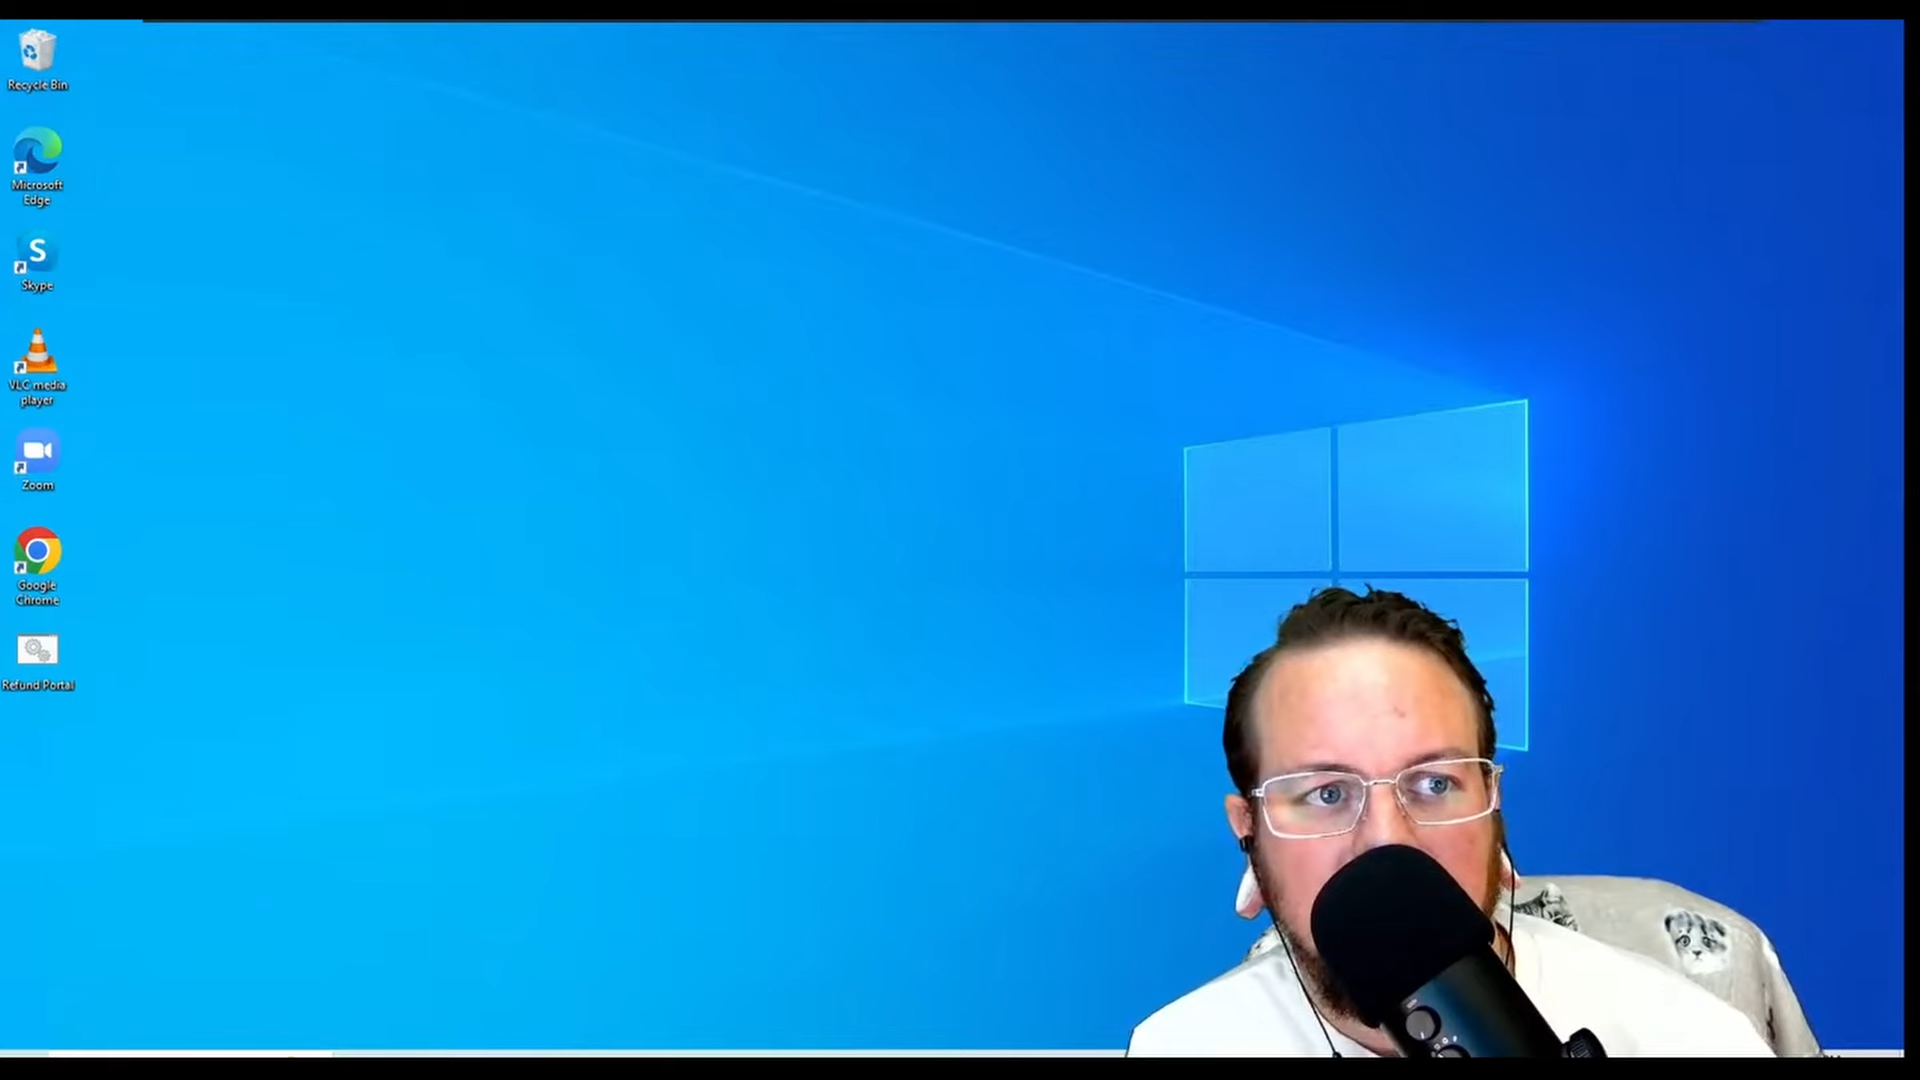 Recycle Bin
Microsoft
Edge
S
Skype
VLC media
player
Zoom
Google
Chrome
Refund Portal